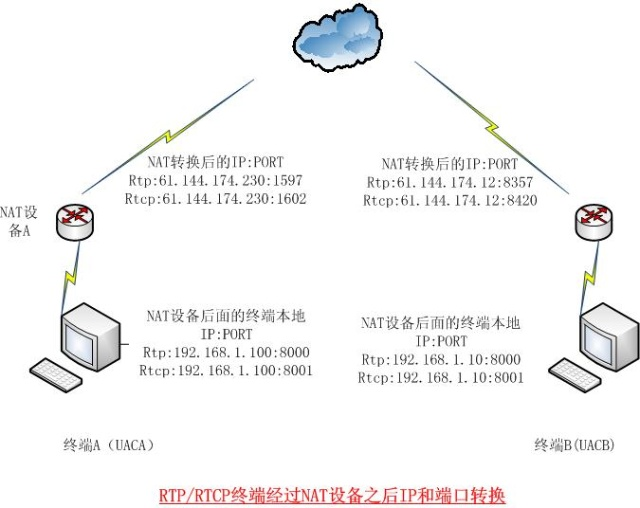 NAT转换后的IP:PORT
Rtp:61.144.174.230:1597
Rtcp:61.144.174.230:1602
NAT转换后的IP:PORT
Rtp:61.144.174.12:8357
Rtcp:61.144.174.12:8420
NAT设
备A
NAT设备后面的终端本地
IP:PORT
Rtp:192.168.1.100:8000
Rtcp:192.168.1.100:8001
NAT设备后面的终端本地
IP:PORT
Rtp:192.168.1.10:8000
Rtcp:192.168.1.10:8001
终端A（UACA）
终端B(UACB)
RTP/RTCP终端经过NAT设备之后IP和端口转换